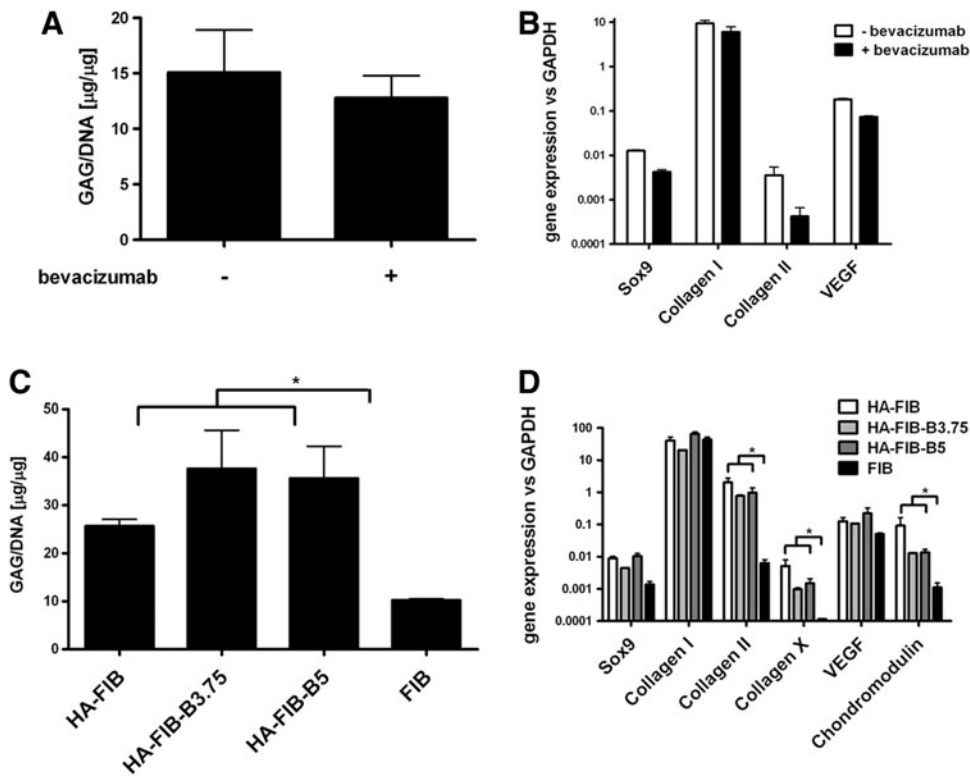 A
GAG/DNA [µg/µg]
20
15
10
5
0
bevacizumab
-
+
B
gene expression vs GAPDH
10
1
0.1
0.01
0.001
0.0001
- bevacizumab
+ bevacizumab
Sox9
Collagen I
Collagen II
VEGF
C
GAG/DNA [µg/µg]
50
40
30
20
10
0
*
HA-FIB
HA-FIB-B3.75
HA-FIB-B5
FIB
D
gene expression vs GAPDH
100
10
1
0.1
0.01
0.001
0.0001
HA-FIB
HA-FIB-B3.75
HA-FIB-B5
FIB
*
*
*
Sox9
Collagen I
Collagen II
Collagen X
VEGF
Chondromodulin